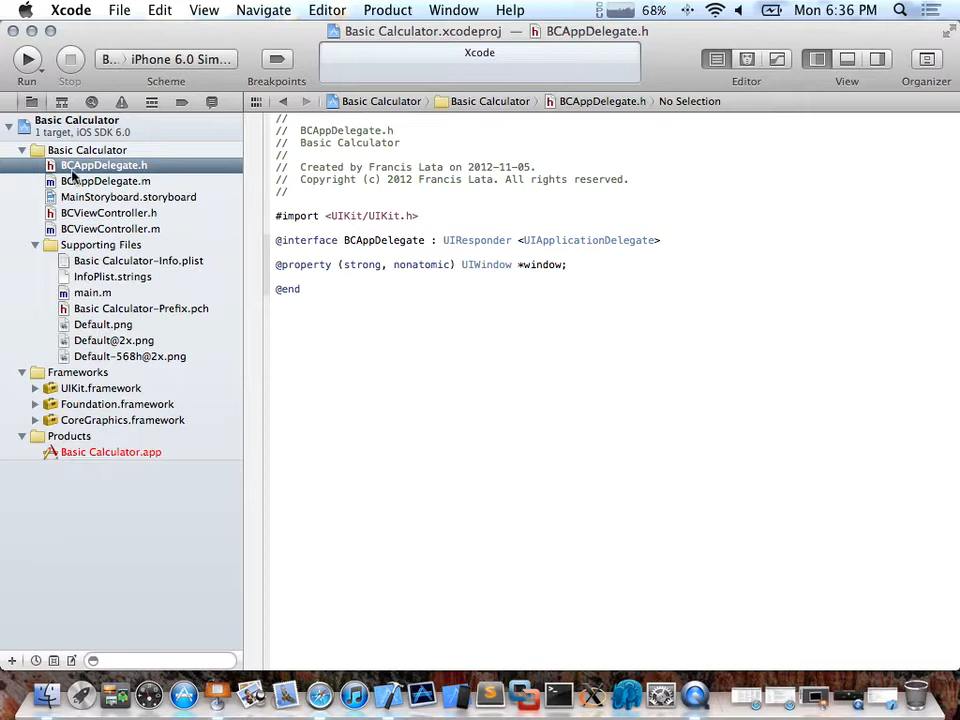 Xcode File Edit View Navigate Editor Product Window Help 68% Mon 6:36 PM
Basic Calculator.xcodeproj — BCAppDelegate.h
Run Stop B... iPhone 6.0 Sim... Scheme Breakpoints Xcode Editor View Organizer
Basic Calculator Basic Calculator BCAppDelegate.h No Selection
Basic Calculator
1 target, iOS SDK 6.0
Basic Calculator
BCAppDelegate.h
BCAppDelegate.m
MainStoryboard.storyboard
BCViewController.h
BCViewController.m
Supporting Files
Basic Calculator-Info.plist
InfoPlist.strings
main.m
Basic Calculator-Prefix.pch
Default.png
Default@2x.png
Default-568h@2x.png
Frameworks
UIKit.framework
Foundation.framework
CoreGraphics.framework
Products
Basic Calculator.app
//
// BCAppDelegate.h
// Basic Calculator
//
// Created by Francis Lata on 2012-11-05.
// Copyright (c) 2012 Francis Lata. All rights reserved.
//
#import <UIKit/UIKit.h>
@interface BCAppDelegate : UIResponder <UIApplicationDelegate>
@property (strong, nonatomic) UIWindow *window;
@end